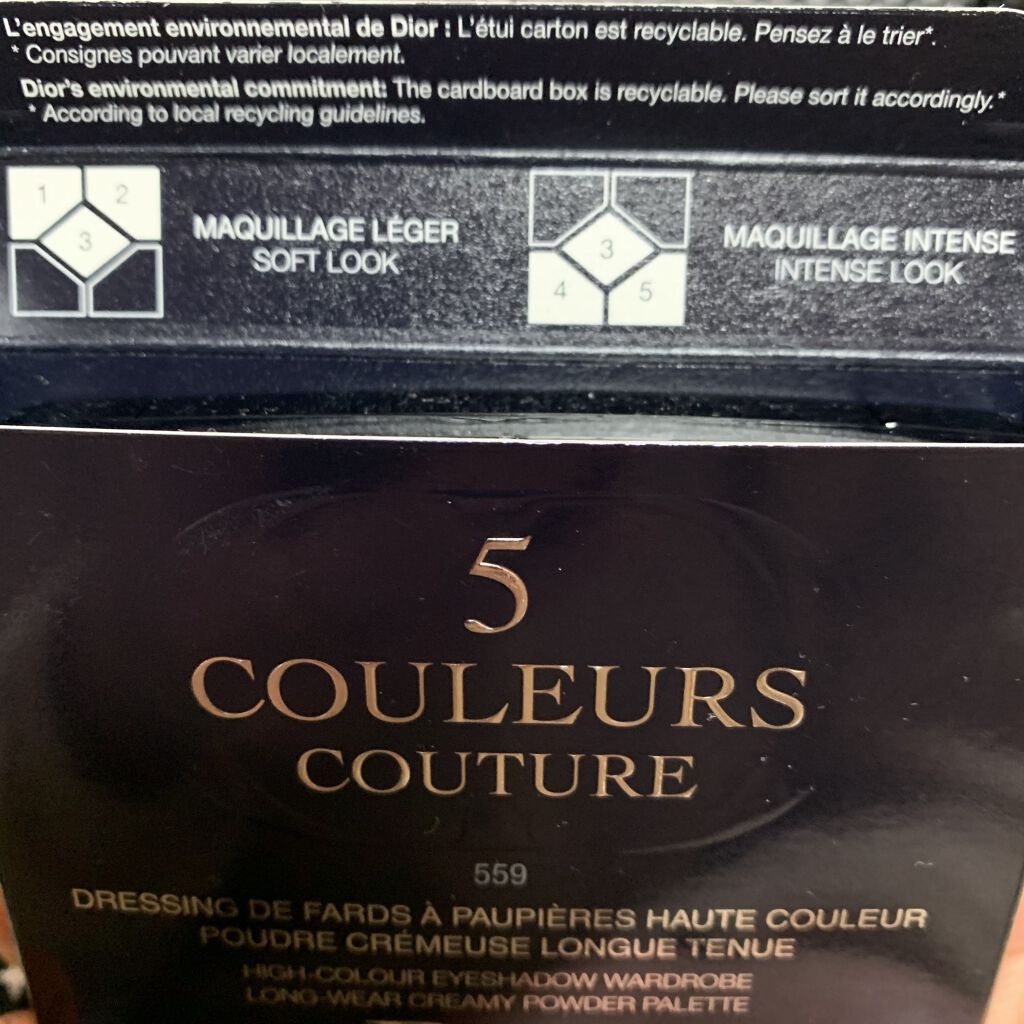 L'engagement environnemental de Dior : L'étui carton est recyclable. Pensez à le trier*.
* Consignes pouvant varier localement.
Dior's environmental commitment: The cardboard box is recyclable. Please sort it accordingly.*
* According to local recycling guidelines.
1 2
3
MAQUILLAGE LÉGER
SOFT LOOK
3
4 5
MAQUILLAGE INTENSE
INTENSE LOOK
5
COULEURS
COUTURE
559
DRESSING DE FARDS À PAUPIÈRES HAUTE COULEUR
POUDRE CRÉMEUSE LONGUE TENUE
HIGH-COLOUR EYESHADOW WARDROBE
LONG-WEAR CREAMY POWDER PALETTE